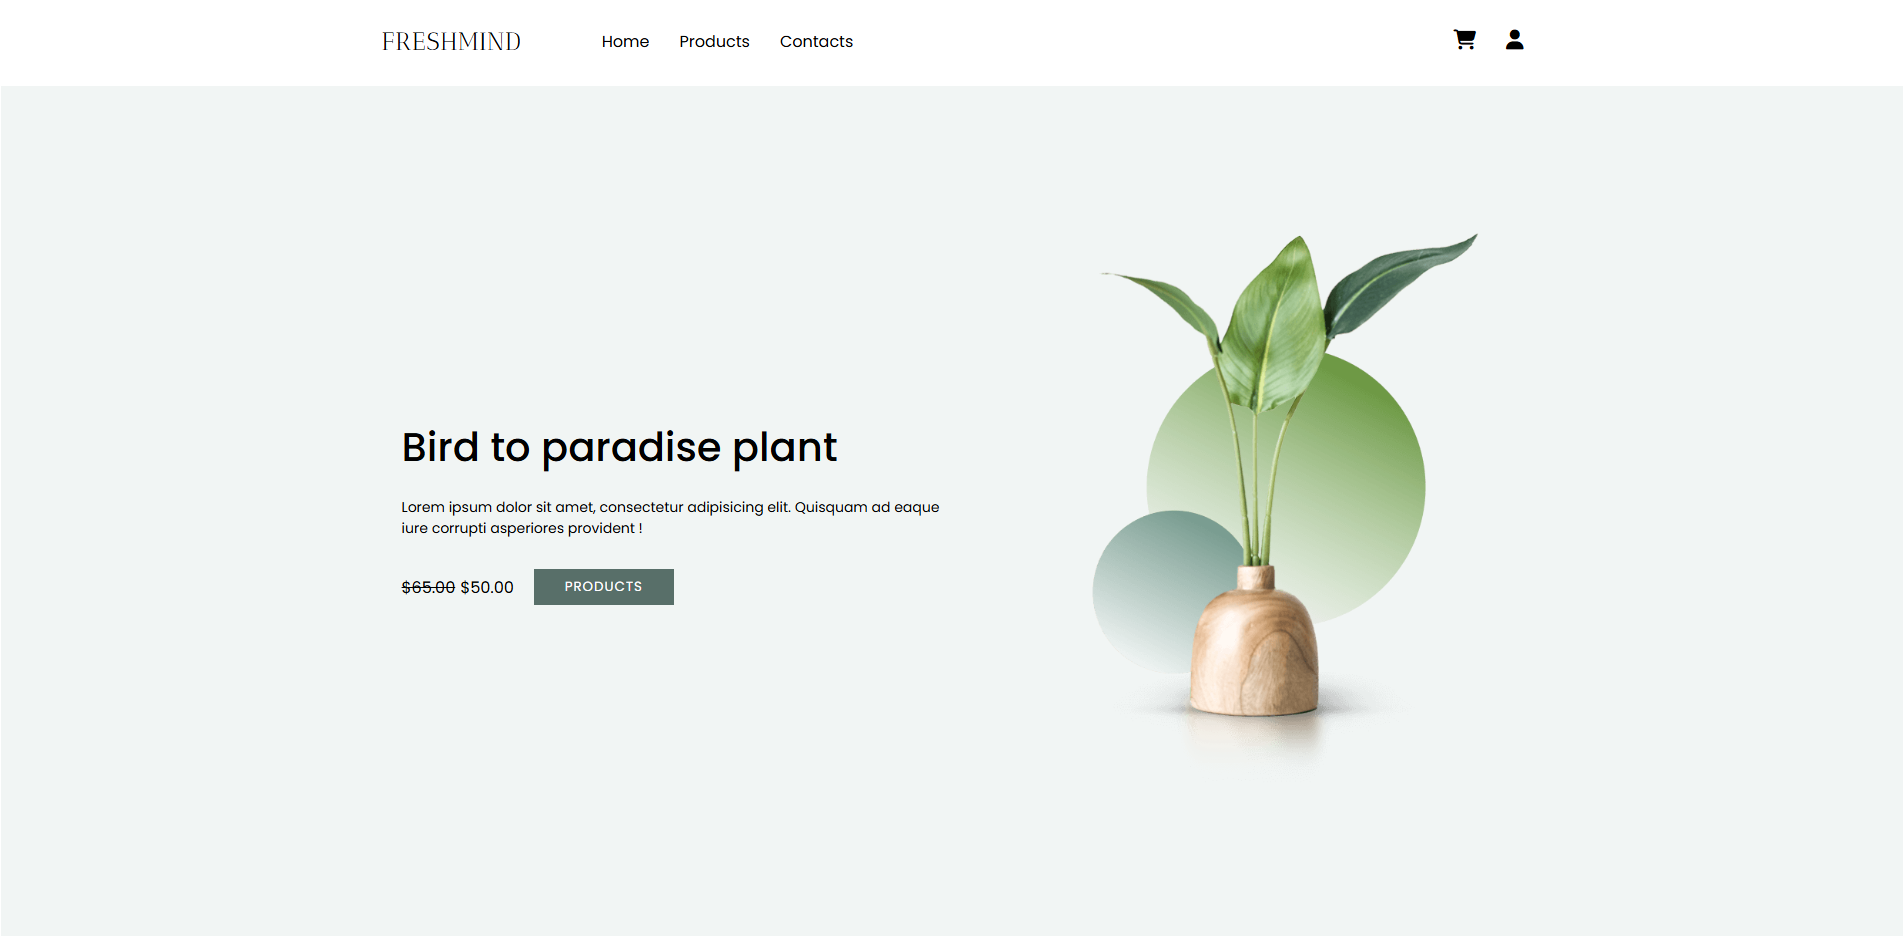 FRESHMIND
Home Products Contacts
Bird to paradise plant
Lorem ipsum dolor sit amet, consectetur adipisicing elit. Quisquam ad eaque
iure corrupti asperiores provident !
$65.00 $50.00 PRODUCTS